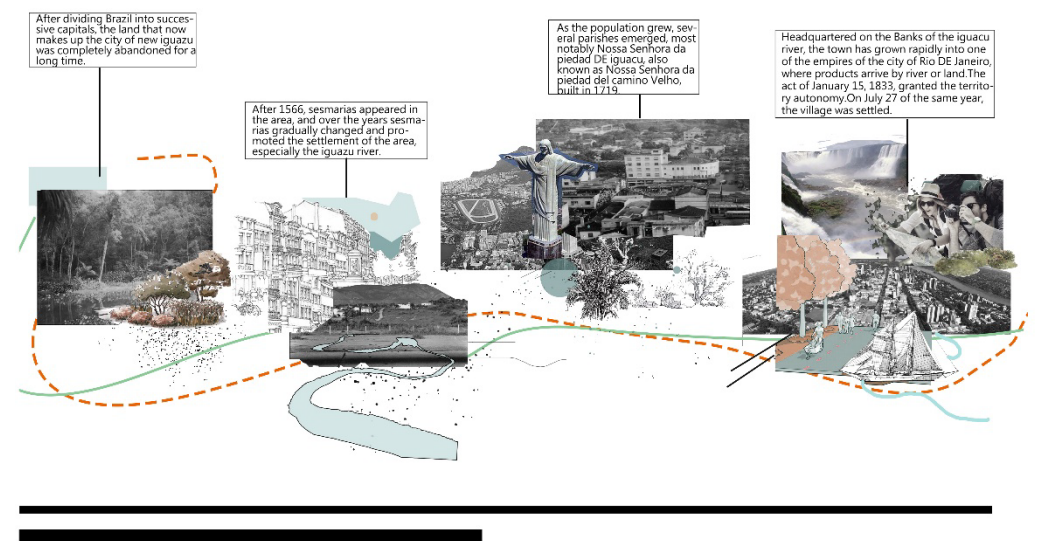 After dividing Brazil into succes-
sive capitals, the land that now
makes up the city of new iguazu
was completely abandoned for a
long time.
After 1566, sesmarias appeared in
the area, and over the years sesma-
rias gradually changed and pro-
moted the settlement of the area,
especially the iguazu river.
As the population grew, sev-
eral parishes emerged, most
notably Nossa Senhora da
piedad DE iguacu, also
known as Nossa Senhora da
piedad del camino Velho,
built in 1719.
Headquartered on the Banks of the iguacu
river, the town has grown rapidly into one
of the empires of the city of Rio DE Janeiro,
where products arrive by river or land.The
act of January 15, 1833, granted the territo-
ry autonomy.On July 27 of the same year,
the village was settled.